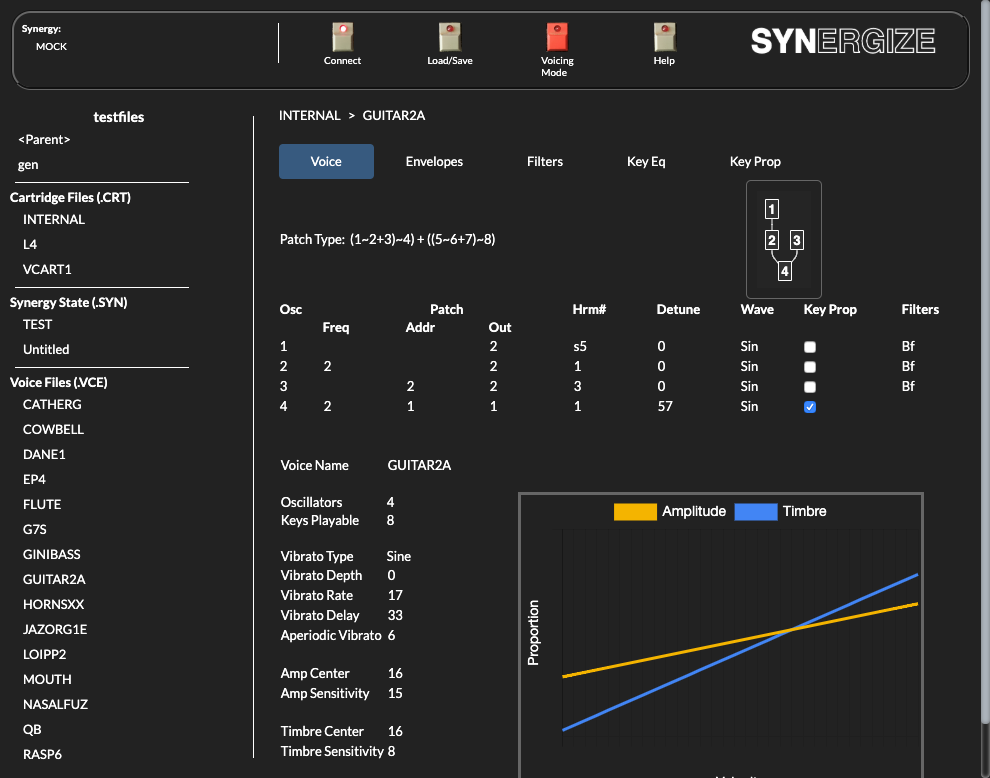 Synergy:
MOCK
Connect
Load/Save
Voicing
Mode
Help
SYNERGIZE
testfiles
<Parent>
gen
Cartridge Files (.CRT)
INTERNAL
L4
VCART1
Synergy State (.SYN)
TEST
Untitled
Voice Files (.VCE)
CATHERG
COWBELL
DANE1
EP4
FLUTE
G7S
GINIBASS
GUITAR2A
HORNSXX
JAZORG1E
LOIPP2
MOUTH
NASALFUZ
QB
RASP6
INTERNAL > GUITAR2A
Voice Envelopes Filters Key Eq Key Prop
Patch Type: (1~2+3)~4) + ((5~6+7)~8)
1
2 3
4
Osc Patch Hrm# Detune Wave Key Prop Filters
Freq Addr Out
1 2 s5 0 Sin Bf
2 2 2 1 0 Sin Bf
3 2 2 3 0 Sin Bf
4 2 1 1 1 57 Sin
Voice Name GUITAR2A
Oscillators 4
Keys Playable 8
Vibrato Type Sine
Vibrato Depth 0
Vibrato Rate 17
Vibrato Delay 33
Aperiodic Vibrato 6
Amp Center 16
Amp Sensitivity 15
Timbre Center 16
Timbre Sensitivity 8
Amplitude Timbre
Proportion